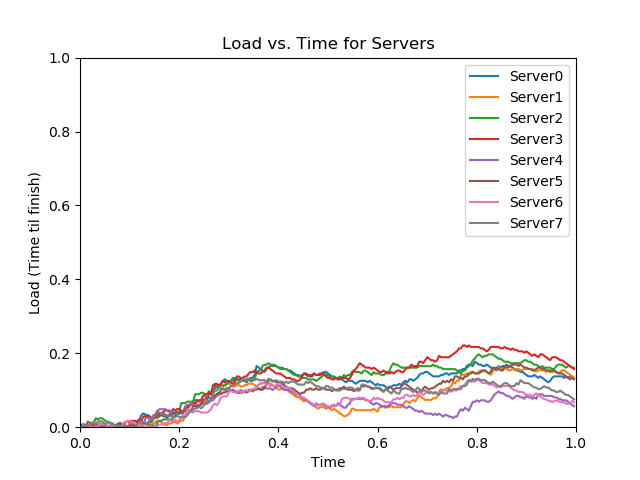 Load vs. Time for Servers
1.0
0.8
0.6
0.4
0.2
0.0
Load (Time til finish)
Server0
Server1
Server2
Server3
Server4
Server5
Server6
Server7
0.0 0.2 0.4 0.6 0.8 1.0
Time